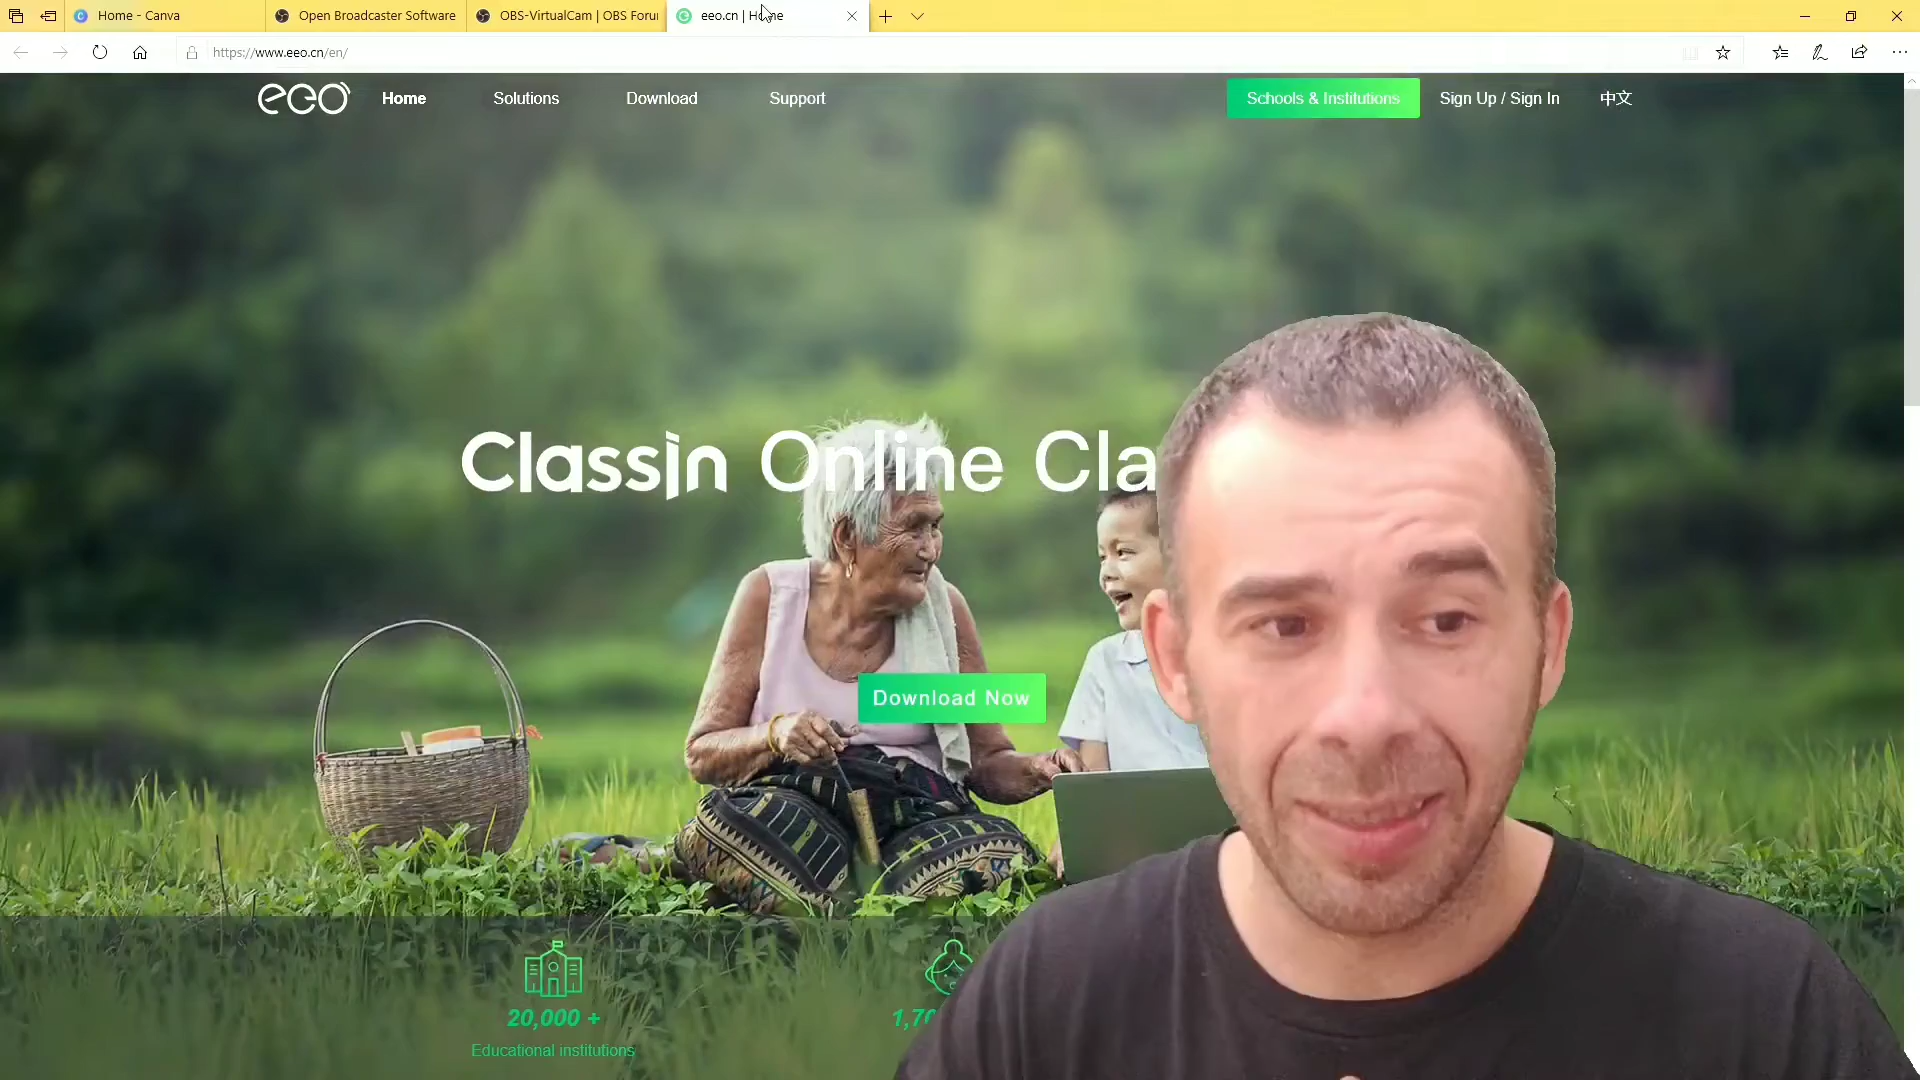 Home - Canva
Open Broadcaster Software
OBS-VirtualCam | OBS Foru
eeo.cn | Home
https://www.eeo.cn/en/
eeo
Home
Solutions
Download
Support
Schools & Institutions
Sign Up / Sign In
中文
ClassIn Online Cla
Download Now
20,000 +
1,70
Educational institutions